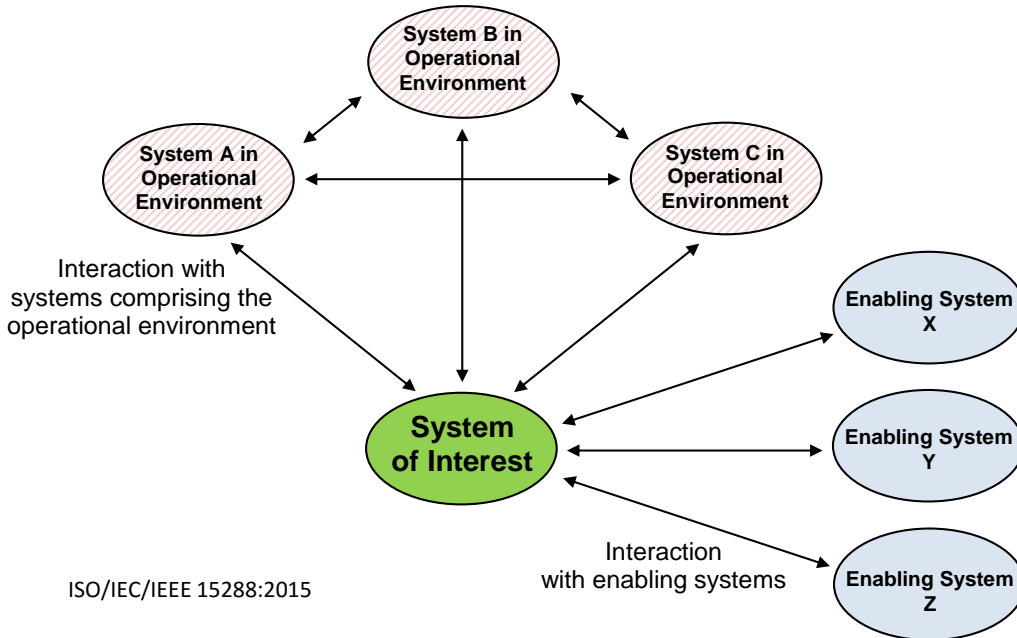 System B in
Operational
Environment
System A in
Operational
Environment
System C in
Operational
Environment
Interaction with
systems comprising the
operational environment
Enabling System
X
System
of Interest
Enabling System
Y
Interaction
with enabling systems
Enabling System
Z
ISO/IEC/IEEE 15288:2015